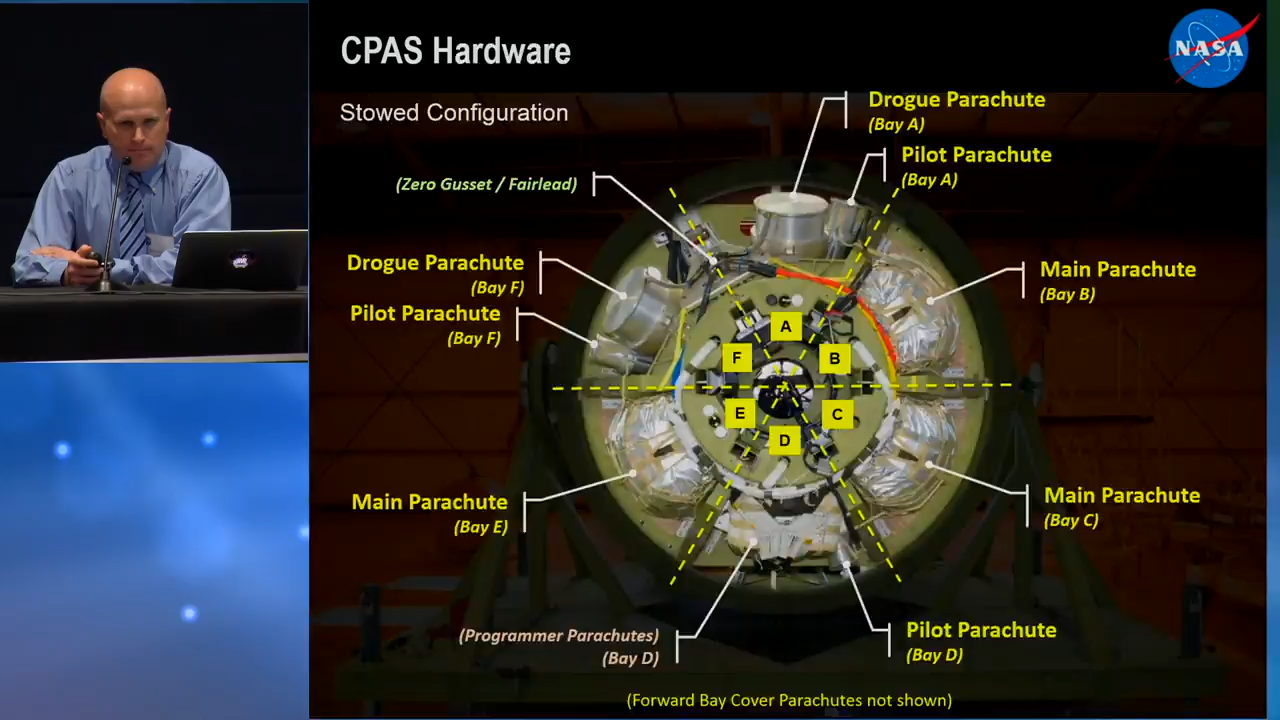 CPAS Hardware
NASA
Stowed Configuration
Drogue Parachute
(Bay A)
Pilot Parachute
(Bay A)
(Zero Gusset / Fairlead)
Drogue Parachute
(Bay F)
Pilot Parachute
(Bay F)
Main Parachute
(Bay B)
A
F
B
E
C
D
Main Parachute
(Bay E)
Main Parachute
(Bay C)
(Programmer Parachutes)
(Bay D)
Pilot Parachute
(Bay D)
(Forward Bay Cover Parachutes not shown)